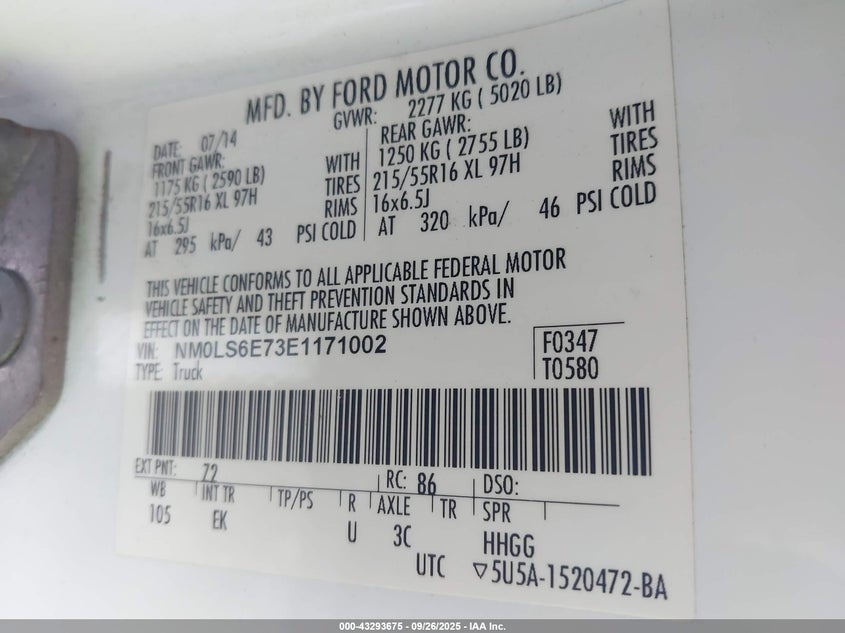 MFD. BY FORD MOTOR CO.
DATE: 07/14 GVWR: 2277 KG ( 5020 LB)
FRONT GAWR: REAR GAWR:
1175 KG ( 2590 LB) WITH 1250 KG ( 2755 LB) WITH
215/55R16 XL 97H TIRES 215/55R16 XL 97H TIRES
16x6.5J RIMS 16x6.5J RIMS
AT 295 kPa/ 43 PSI COLD AT 320 kPa/ 46 PSI COLD
THIS VEHICLE CONFORMS TO ALL APPLICABLE FEDERAL MOTOR
VEHICLE SAFETY AND THEFT PREVENTION STANDARDS IN
EFFECT ON THE DATE OF MANUFACTURE SHOWN ABOVE.
VIN: NM0LS6E73E1171002 F0347
TYPE: Truck T0580
EXT PNT: 72 RC: 86 DSO:
WB INT TR TP/PS R AXLE TR SPR
105 EK U 3C HHGG
UTC ▽5U5A-1520472-BA
000-43293675 - 09/26/2025 - IAA Inc.